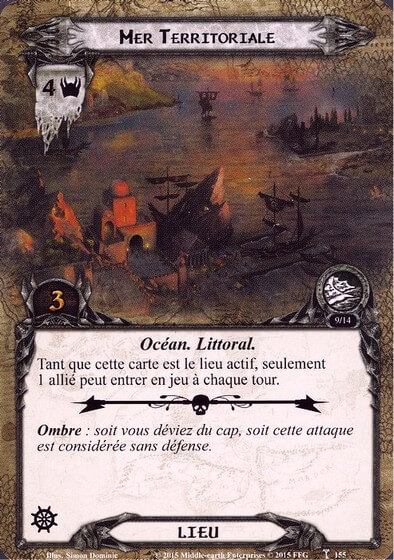 Mer Territoriale
4
3
9/14
Océan. Littoral.
Tant que cette carte est le lieu actif, seulement
1 allié peut entrer en jeu à chaque tour.
Ombre : soit vous déviez du cap, soit cette attaque
est considérée sans défense.
LIEU
Illus. Simon Dominic © 2015 Middle-earth Enterprises © 2015 FFG 155